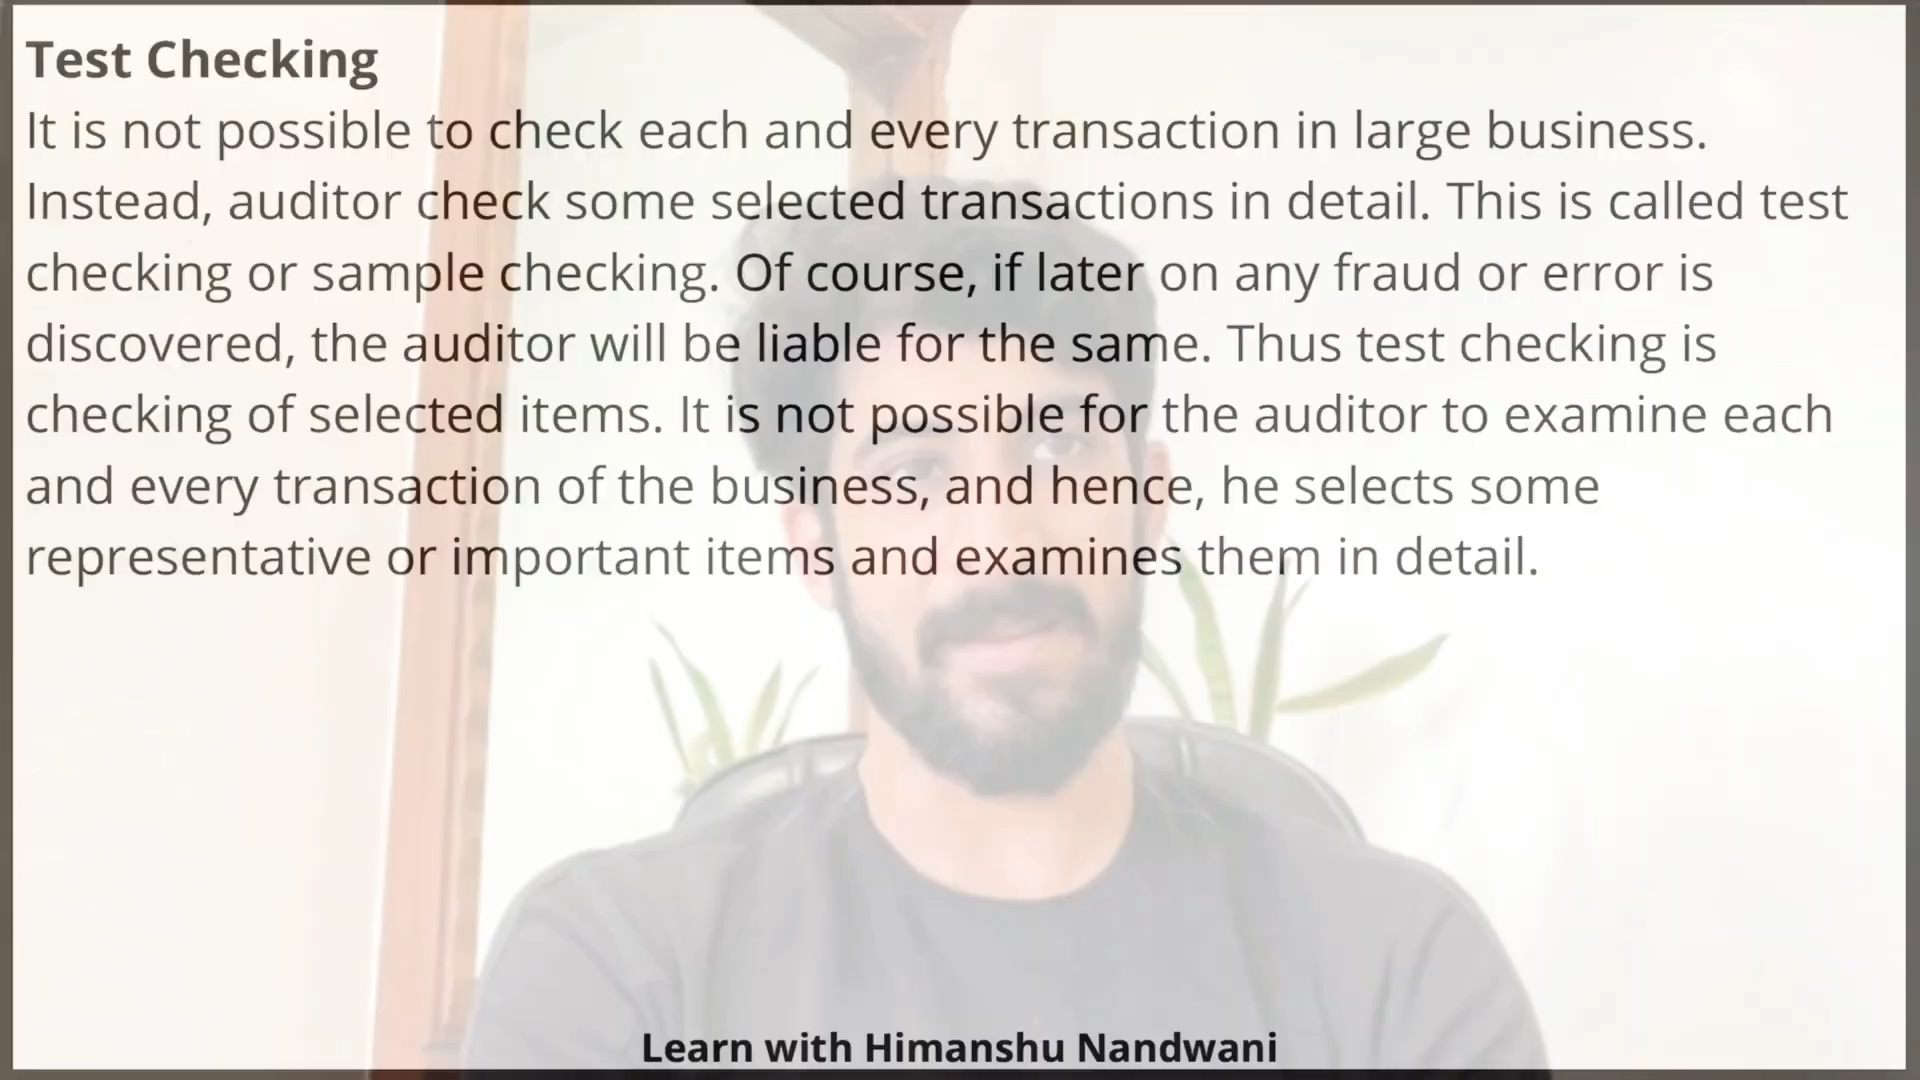 Test Checking
It is not possible to check each and every transaction in large business.
Instead, auditor check some selected transactions in detail. This is called test
checking or sample checking. Of course, if later on any fraud or error is
discovered, the auditor will be liable for the same. Thus test checking is
checking of selected items. It is not possible for the auditor to examine each
and every transaction of the business, and hence, he selects some
representative or important items and examines them in detail.
Learn with Himanshu Nandwani